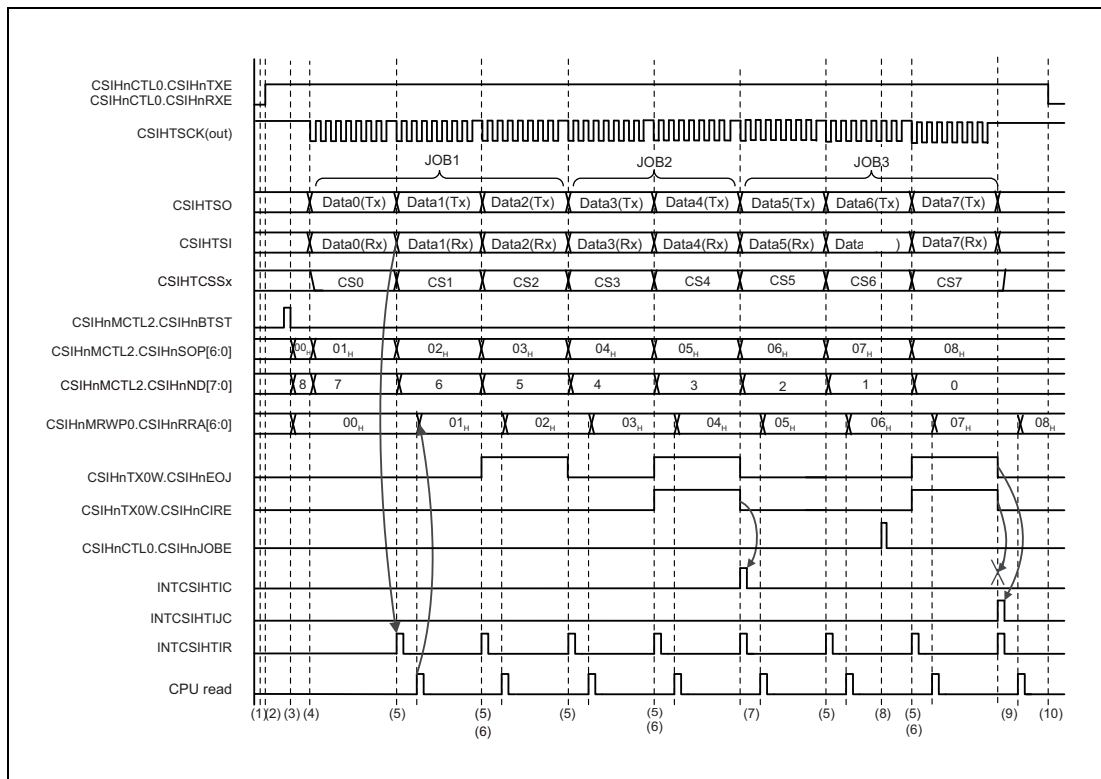 CSIHnCTL0.CSIHnTXE
CSIHnCTL0.CSIHnRXE
CSIHTSCK(out)
JOB1 JOB2 JOB3
CSIHTSO Data0(Tx) Data1(Tx) Data2(Tx) Data3(Tx) Data4(Tx) Data5(Tx) Data6(Tx) Data7(Tx)
CSIHTSI Data0(Rx) Data1(Rx) Data2(Rx) Data3(Rx) Data4(Rx) Data5(Rx) Data ) Data7(Rx)
CSIHTCSSx CS0 CS1 CS2 CS3 CS4 CS5 CS6 CS7
CSIHnMCTL2.CSIHnBTST
CSIHnMCTL2.CSIHnSOP[6:0] 00H 01H 02H 03H 04H 05H 06H 07H 08H
CSIHnMCTL2.CSIHnND[7:0] 8 7 6 5 4 3 2 1 0
CSIHnMRWP0.CSIHnRRA[6:0] 00H 01H 02H 03H 04H 05H 06H 07H 08H
CSIHnTX0W.CSIHnEOJ
CSIHnTX0W.CSIHnCIRE
CSIHnCTL0.CSIHnJOBE
INTCSIHTIC
INTCSIHTIJC
INTCSIHTIR
CPU read
(1) (2) (3) (4) (5) (5) (5) (5) (7) (5) (8) (5) (9) (10)
(6) (6) (6)